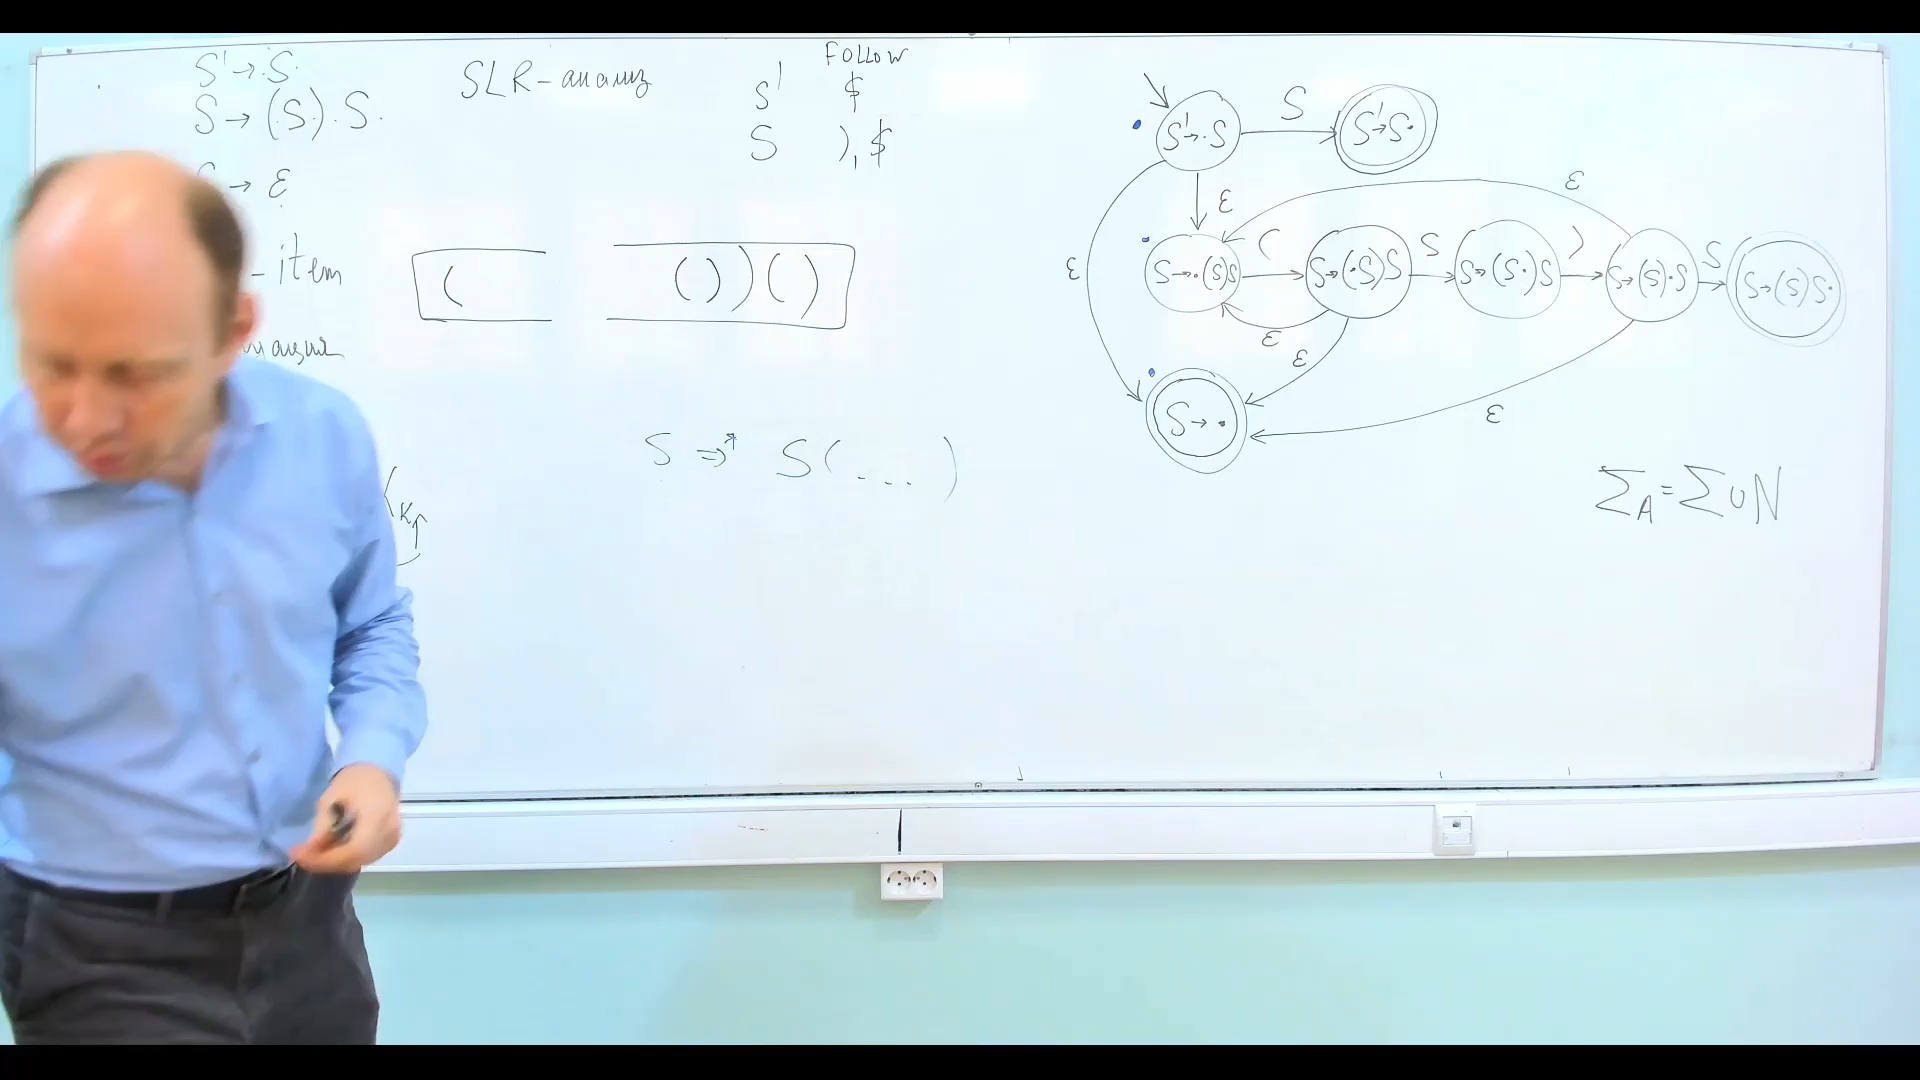 S' → .S.
S → (.S).S.
→ ε
- item
SLR-анализ
FOLLOW
S' $
S ), $
( ( ) ) ( )
S ⇒* S( ... )
K
S' → .S
S
S' → S.
ε
ε
ε
S → .(S)S
(
S → (.S)S
S
S → (S.)S
)
S → (S).S
S
S → (S)S.
ε
ε
ε
S → .
Σ_A = Σ ∪ N